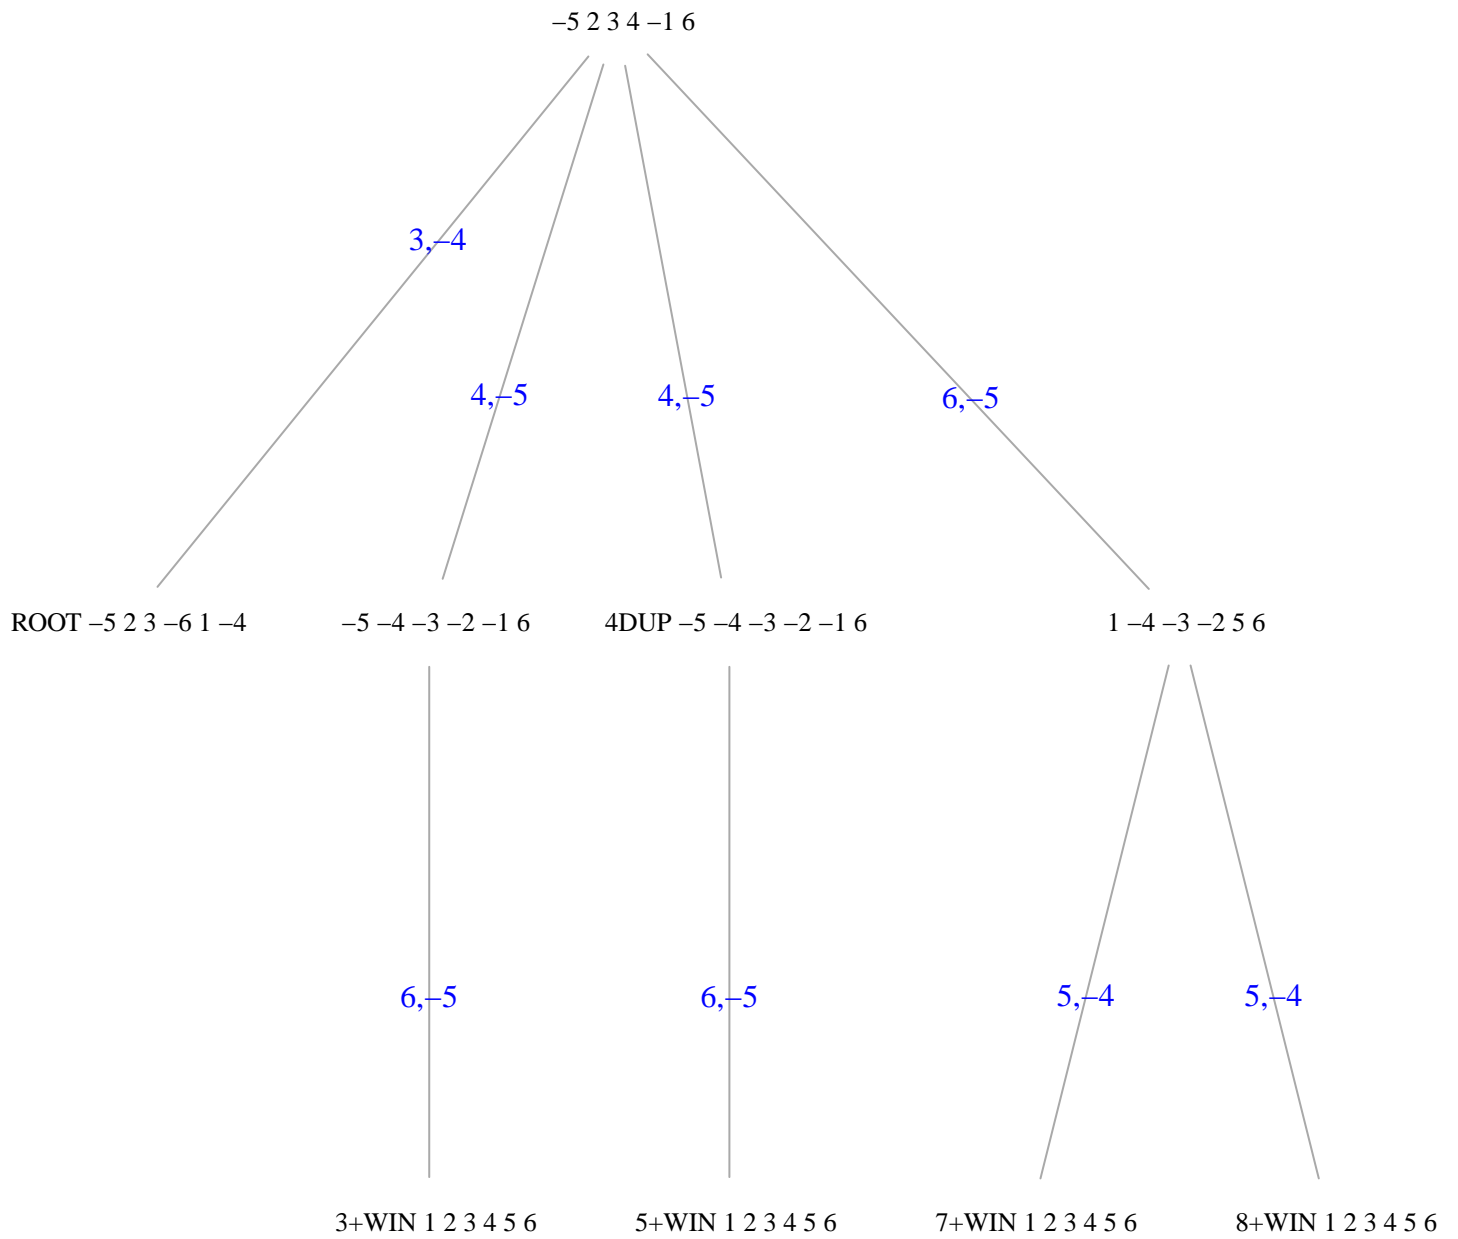 –5 2 3 4 –1 6
3,–4
4,–5
4,–5
6,–5
ROOT –5 2 3 –6 1 –4
–5 –4 –3 –2 –1 6
4DUP –5 –4 –3 –2 –1 6
1 –4 –3 –2 5 6
6,–5
6,–5
5,–4
5,–4
3+WIN 1 2 3 4 5 6
5+WIN 1 2 3 4 5 6
7+WIN 1 2 3 4 5 6
8+WIN 1 2 3 4 5 6